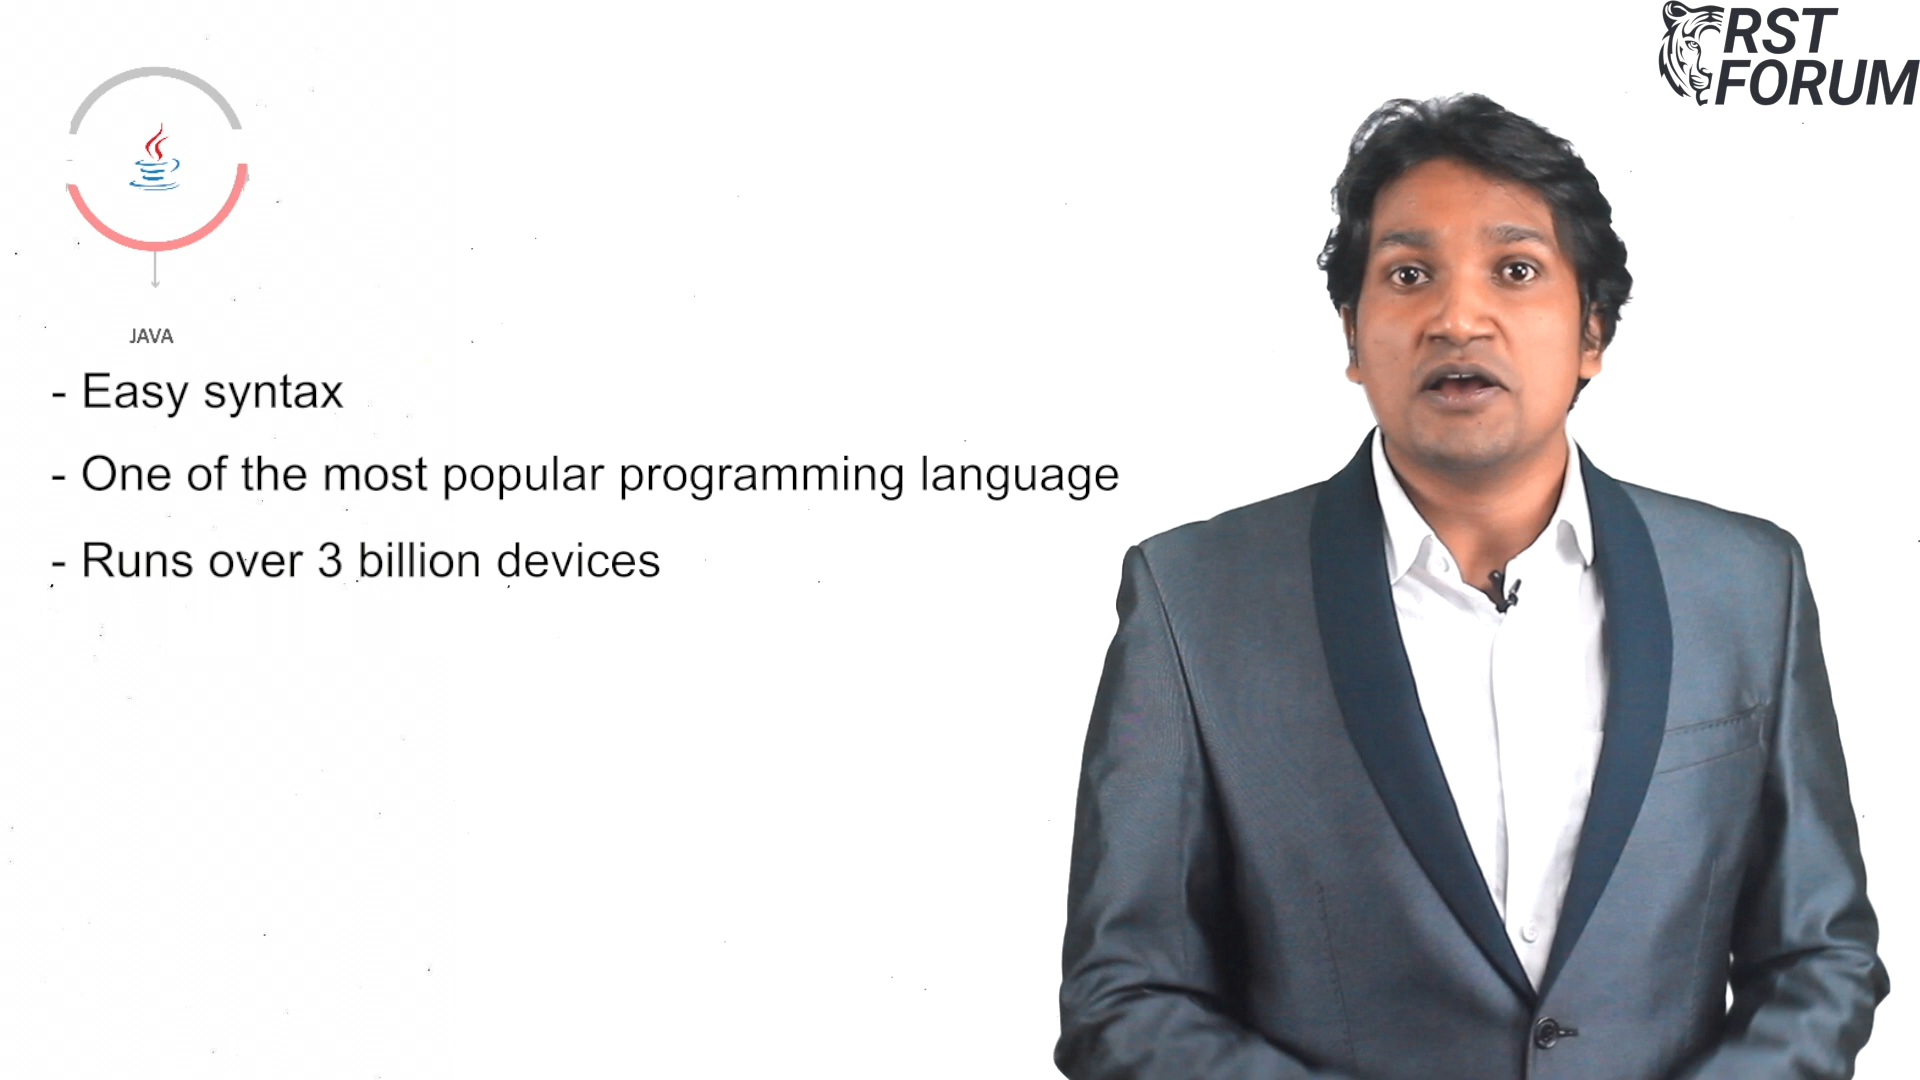 RST
FORUM
JAVA
- Easy syntax
- One of the most popular programming language
- Runs over 3 billion devices